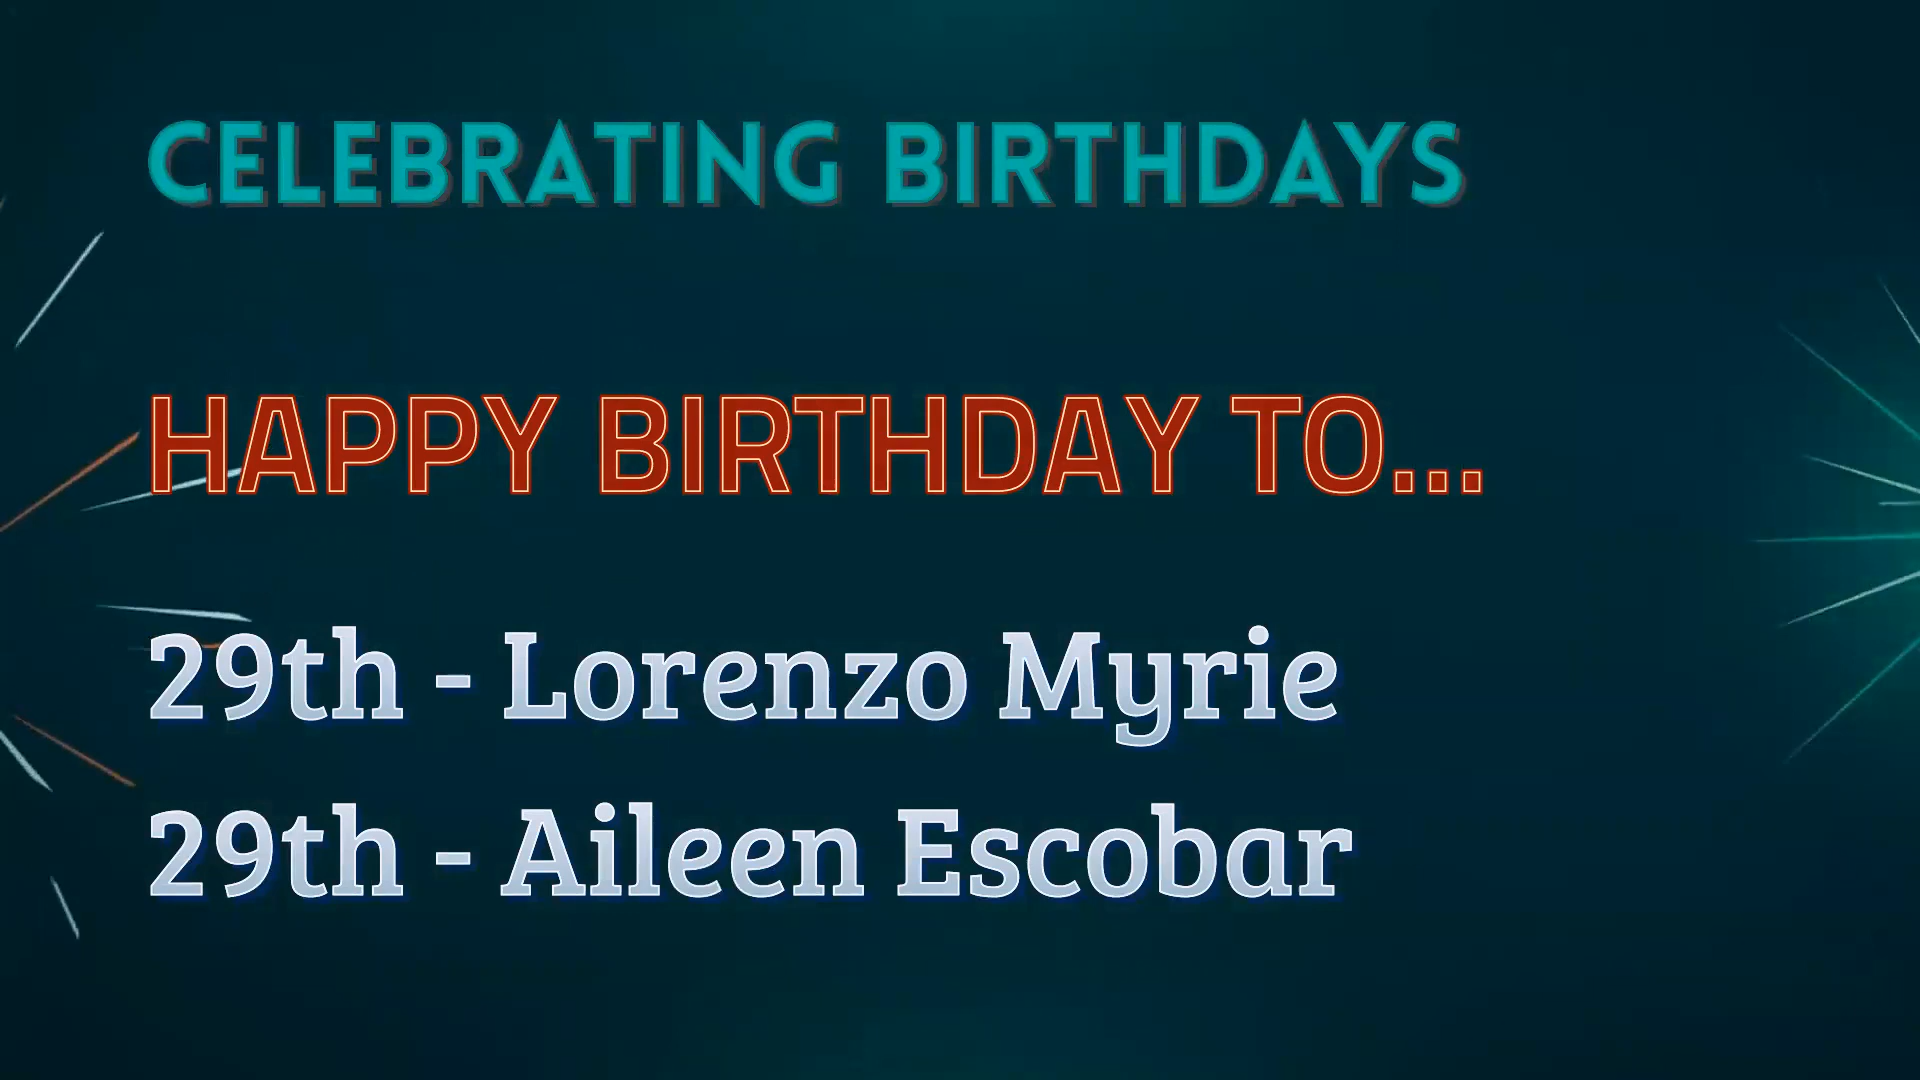 CELEBRATING BIRTHDAYS
HAPPY BIRTHDAY TO...
29th - Lorenzo Myrie
29th - Aileen Escobar